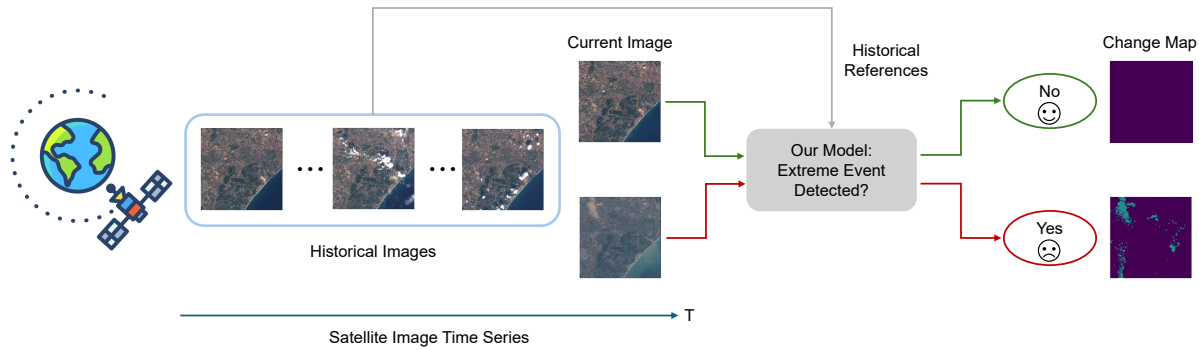 Current Image
Historical
References
Change Map
No
Our Model:
Extreme Event
Detected?
Yes
Historical Images
T
Satellite Image Time Series